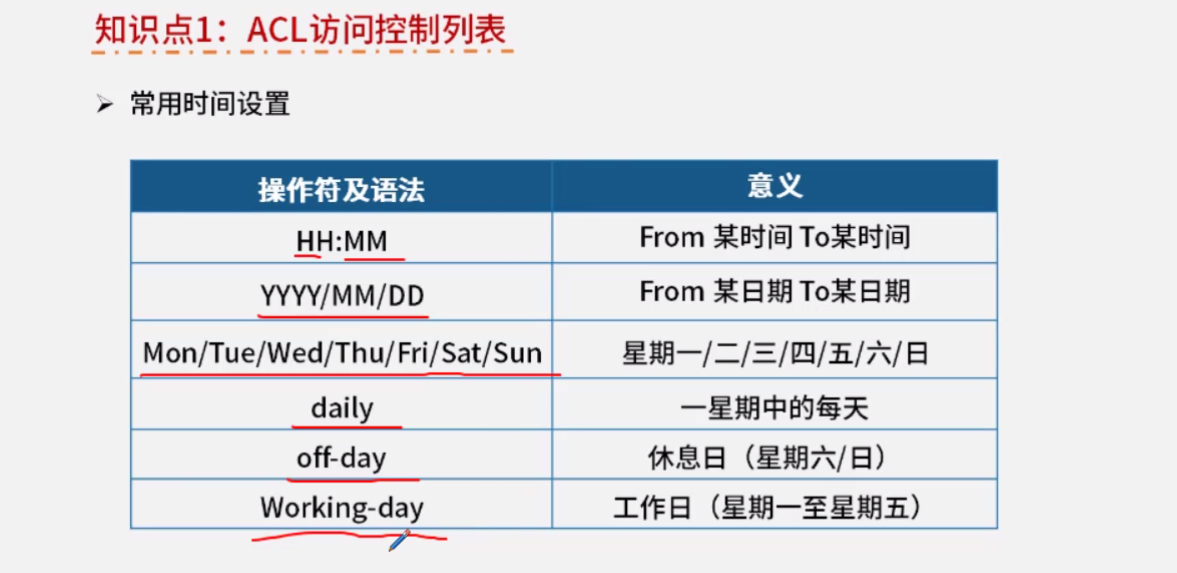 知识点1：ACL访问控制列表
➢ 常用时间设置
操作符及语法 意义
HH:MM From 某时间 To某时间
YYYY/MM/DD From 某日期 To某日期
Mon/Tue/Wed/Thu/Fri/Sat/Sun 星期一/二/三/四/五/六/日
daily 一星期中的每天
off-day 休息日（星期六/日）
Working-day 工作日（星期一至星期五）